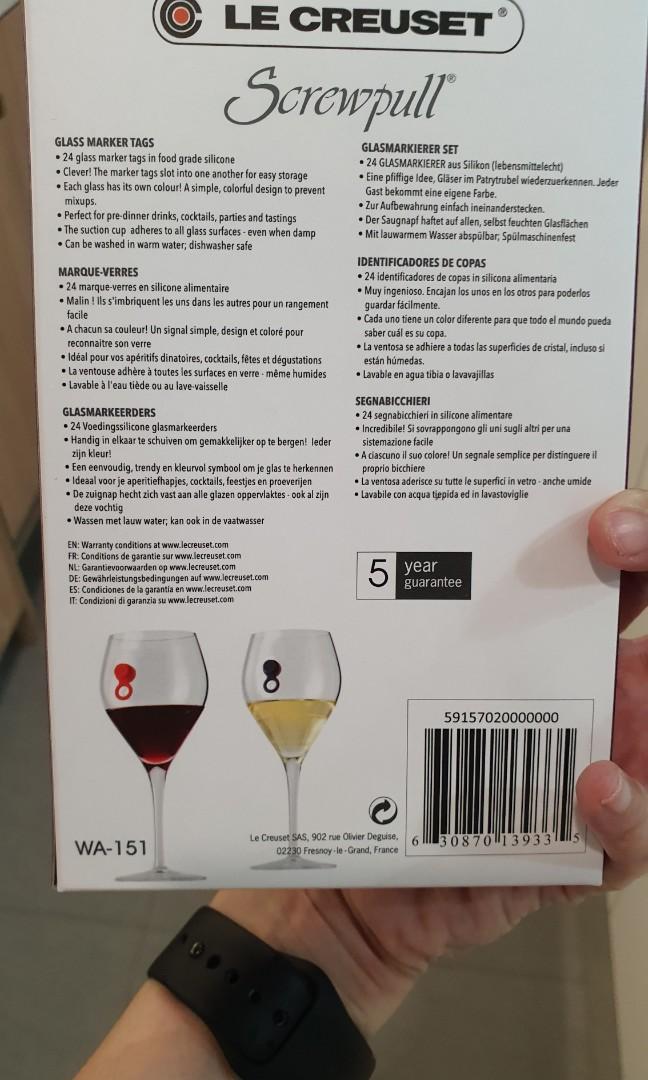 LE CREUSET®
Screwpull®
GLASS MARKER TAGS
• 24 glass marker tags in food grade silicone
• Clever! The marker tags slot into one another for easy storage
• Each glass has its own colour! A simple, colorful design to prevent
mixups.
• Perfect for pre-dinner drinks, cocktails, parties and tastings
• The suction cup adheres to all glass surfaces - even when damp
• Can be washed in warm water; dishwasher safe
MARQUE-VERRES
• 24 marque-verres en silicone alimentaire
• Malin ! Ils s'imbriquent les uns dans les autres pour un rangement
facile
• A chacun sa couleur! Un signal simple, design et coloré pour
reconnaitre son verre
• Idéal pour vos apéritifs dinatoires, cocktails, fêtes et dégustations
• La ventouse adhère à toutes les surfaces en verre - même humides
• Lavable à l'eau tiède ou au lave-vaisselle
GLASMARKEERDERS
• 24 Voedingssilicone glasmarkeerders
• Handig in elkaar te schuiven om gemakkelijker op te bergen! Ieder
zijn kleur!
• Een eenvoudig, trendy en kleurvol symbool om je glas te herkennen
• Ideaal voor je aperitiefhapjes, cocktails, feestjes en proeverijen
• De zuignap hecht zich vast aan alle glazen oppervlaktes - ook al zijn
deze vochtig
• Wassen met lauw water; kan ook in de vaatwasser
GLASMARKIERER SET
• 24 GLASMARKIERER aus Silikon (lebensmittelecht)
• Eine pfiffige Idee, Gläser im Patrytrubel wiederzuerkennen. Jeder
Gast bekommt eine eigene Farbe.
• Zur Aufbewahrung einfach ineinanderstecken.
• Der Saugnapf haftet auf allen, selbst feuchten Glasflächen
• Mit lauwarmem Wasser abspülbar, Spülmaschinenfest
IDENTIFICADORES DE COPAS
• 24 identificadores de copas in silicona alimentaria
• Muy ingenioso. Encajan los unos en los otros para poderlos
guardar fácilmente.
• Cada uno tiene un color diferente para que todo el mundo pueda
saber cuál es su copa.
• La ventosa se adhiere a todas las superficies de cristal, incluso si
están húmedas.
• Lavable en agua tibia o lavavajillas
SEGNABICCHIERI
• 24 segnabicchieri in silicone alimentare
• Incredibile! Si sovrappongono gli uni sugli altri per una
sistemazione facile
• A ciascuno il suo colore! Un segnale semplice per distinguere il
proprio bicchiere
• La ventosa aderisce su tutte le superfici in vetro - anche umide
• Lavabile con acqua tiepida ed in lavastoviglie
EN: Warranty conditions at www.lecreuset.com
FR: Conditions de garantie sur www.lecreuset.com
NL: Garantievoorwaarden op www.lecreuset.com
DE: Gewährleistungsbedingungen auf www.lecreuset.com
ES: Condiciones de la garantía en www.lecreuset.com
IT: Condizioni di garanzia su www.lecreuset.com
5 year
guarantee
59157020000000
6 30870 13933 5
WA-151
Le Creuset SAS, 902 rue Olivier Deguise,
02230 Fresnoy-le-Grand, France